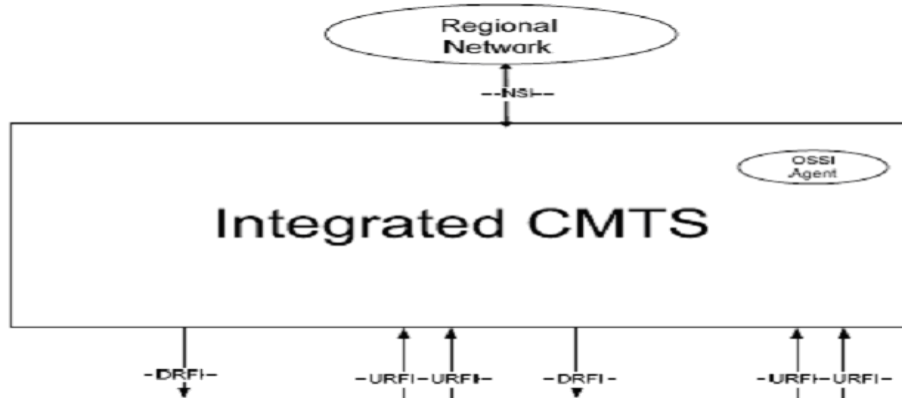 Regional
Network
NSI
OSSI
Agent
Integrated CMTS
DRFI
URFI
URFI
DRFI
URFI
URFI